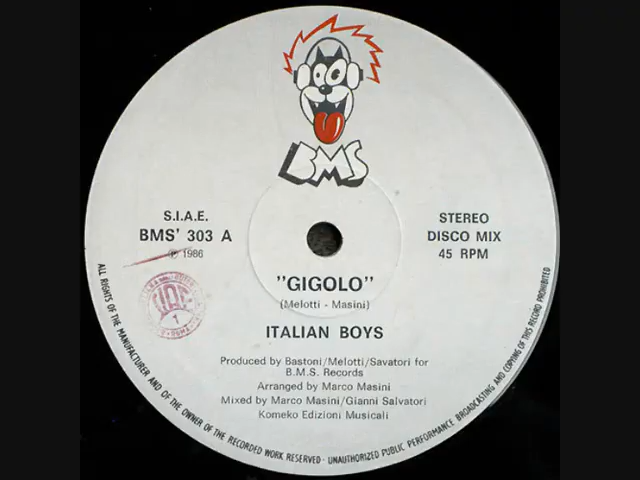 BMS
S.I.A.E.
BMS' 303 A
℗ 1986
STEREO
DISCO MIX
45 RPM
"GIGOLO"
(Melotti - Masini)
ITALIAN BOYS
Produced by Bastoni/Melotti/Savatori for
B.M.S. Records
Arranged by Marco Masini
Mixed by Marco Masini/Gianni Salvatori
Komeko Edizioni Musicali
ALL RIGHTS OF THE MANUFACTURER AND OF THE OWNER OF THE RECORDED WORK RESERVED - UNAUTHORIZED PUBLIC PERFORMANCE BROADCASTING AND COPYING OF THIS RECORD PROHIBITED
SIAE
1
ROMA